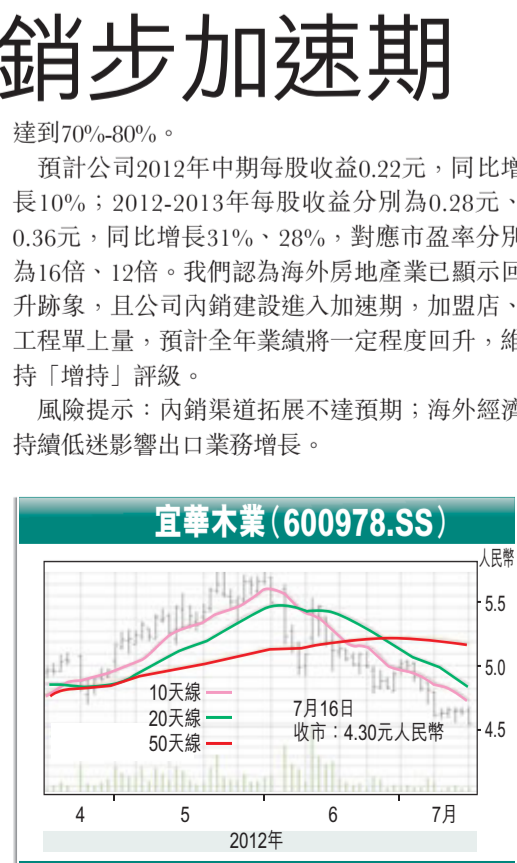 銷步加速期
達到70%-80%。
預計公司2012年中期每股收益0.22元，同比增
長10%；2012-2013年每股收益分別為0.28元、
0.36元，同比增長31%、28%，對應市盈率分別
為16倍、12倍。我們認為海外房地產業已顯示回
升跡象，且公司內銷建設進入加速期，加盟店、
工程單上量，預計全年業績將一定程度回升，維
持「增持」評級。
風險提示：內銷渠道拓展不達預期；海外經濟
持續低迷影響出口業務增長。
宜華木業（600978.SS）
人民幣
5.5
5.0
4.5
10天線
20天線
50天線
7月16日
收市：4.30元人民幣
4 5 6 7月
2012年